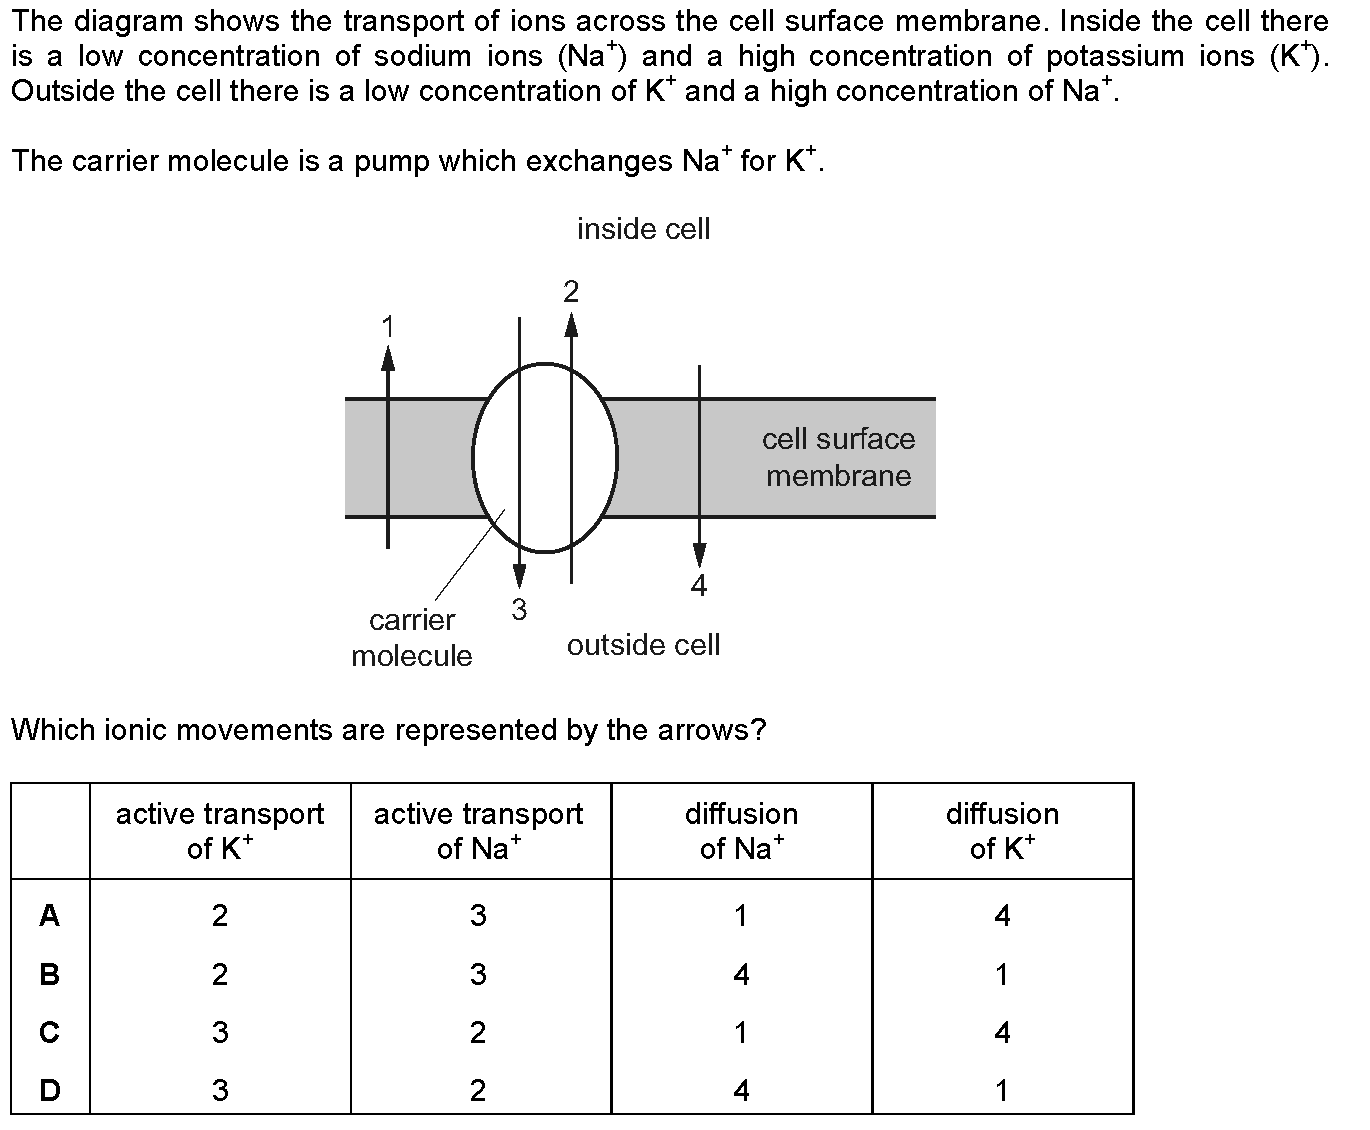 The diagram shows the transport of ions across the cell surface membrane. Inside the cell there
is a low concentration of sodium ions (Na⁺) and a high concentration of potassium ions (K⁺).
Outside the cell there is a low concentration of K⁺ and a high concentration of Na⁺.
The carrier molecule is a pump which exchanges Na⁺ for K⁺.
inside cell
2
1
cell surface
membrane
4
3
carrier
molecule
outside cell
Which ionic movements are represented by the arrows?
active transport active transport diffusion diffusion
of K⁺ of Na⁺ of Na⁺ of K⁺
A 2 3 1 4
B 2 3 4 1
C 3 2 1 4
D 3 2 4 1